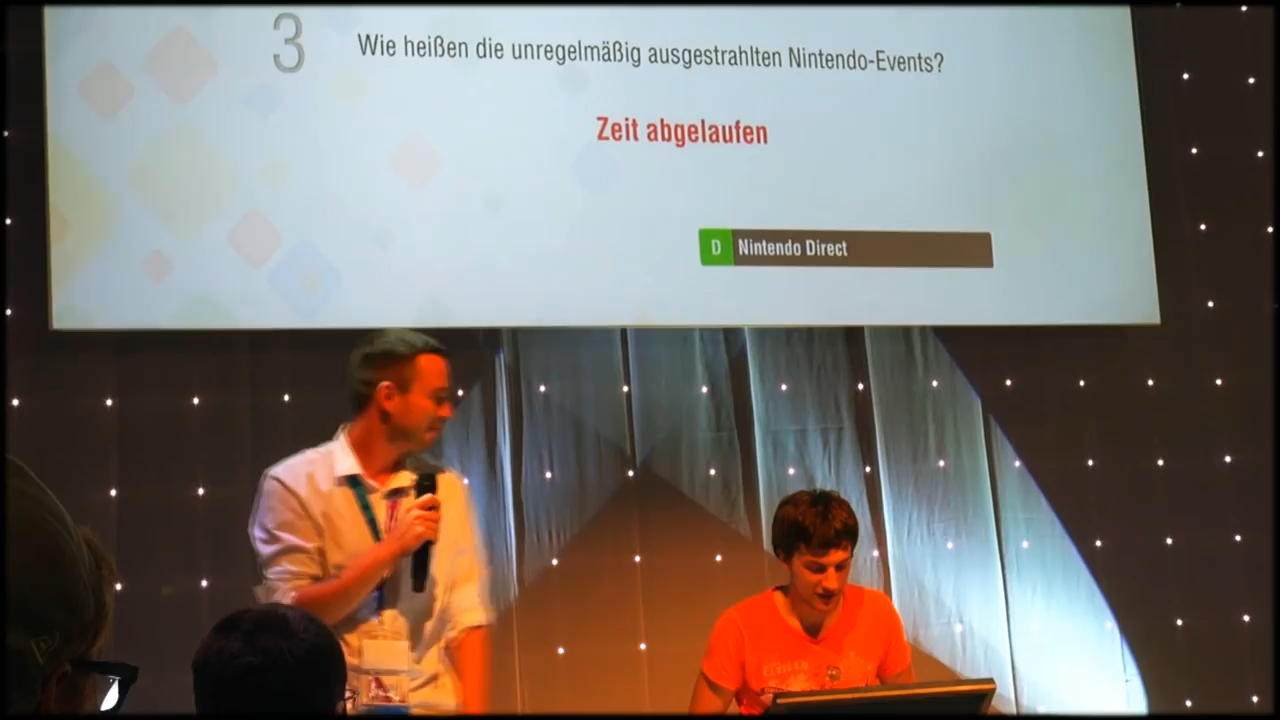 3 Wie heißen die unregelmäßig ausgestrahlten Nintendo-Events?
Zeit abgelaufen
D Nintendo Direct